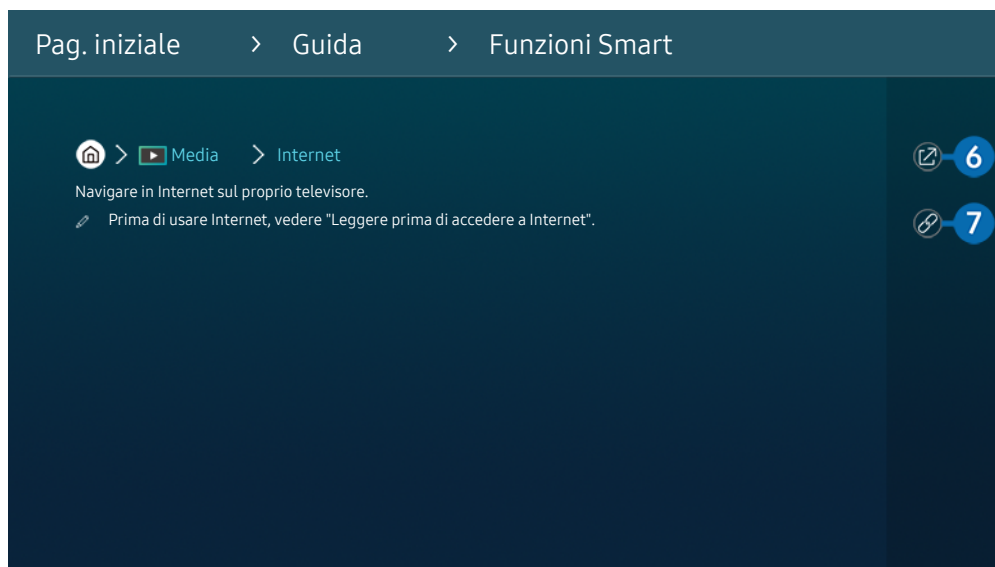 Pag. iniziale > Guida > Funzioni Smart
Media > Internet
6
Navigare in Internet sul proprio televisore.
Prima di usare Internet, vedere "Leggere prima di accedere a Internet".
7